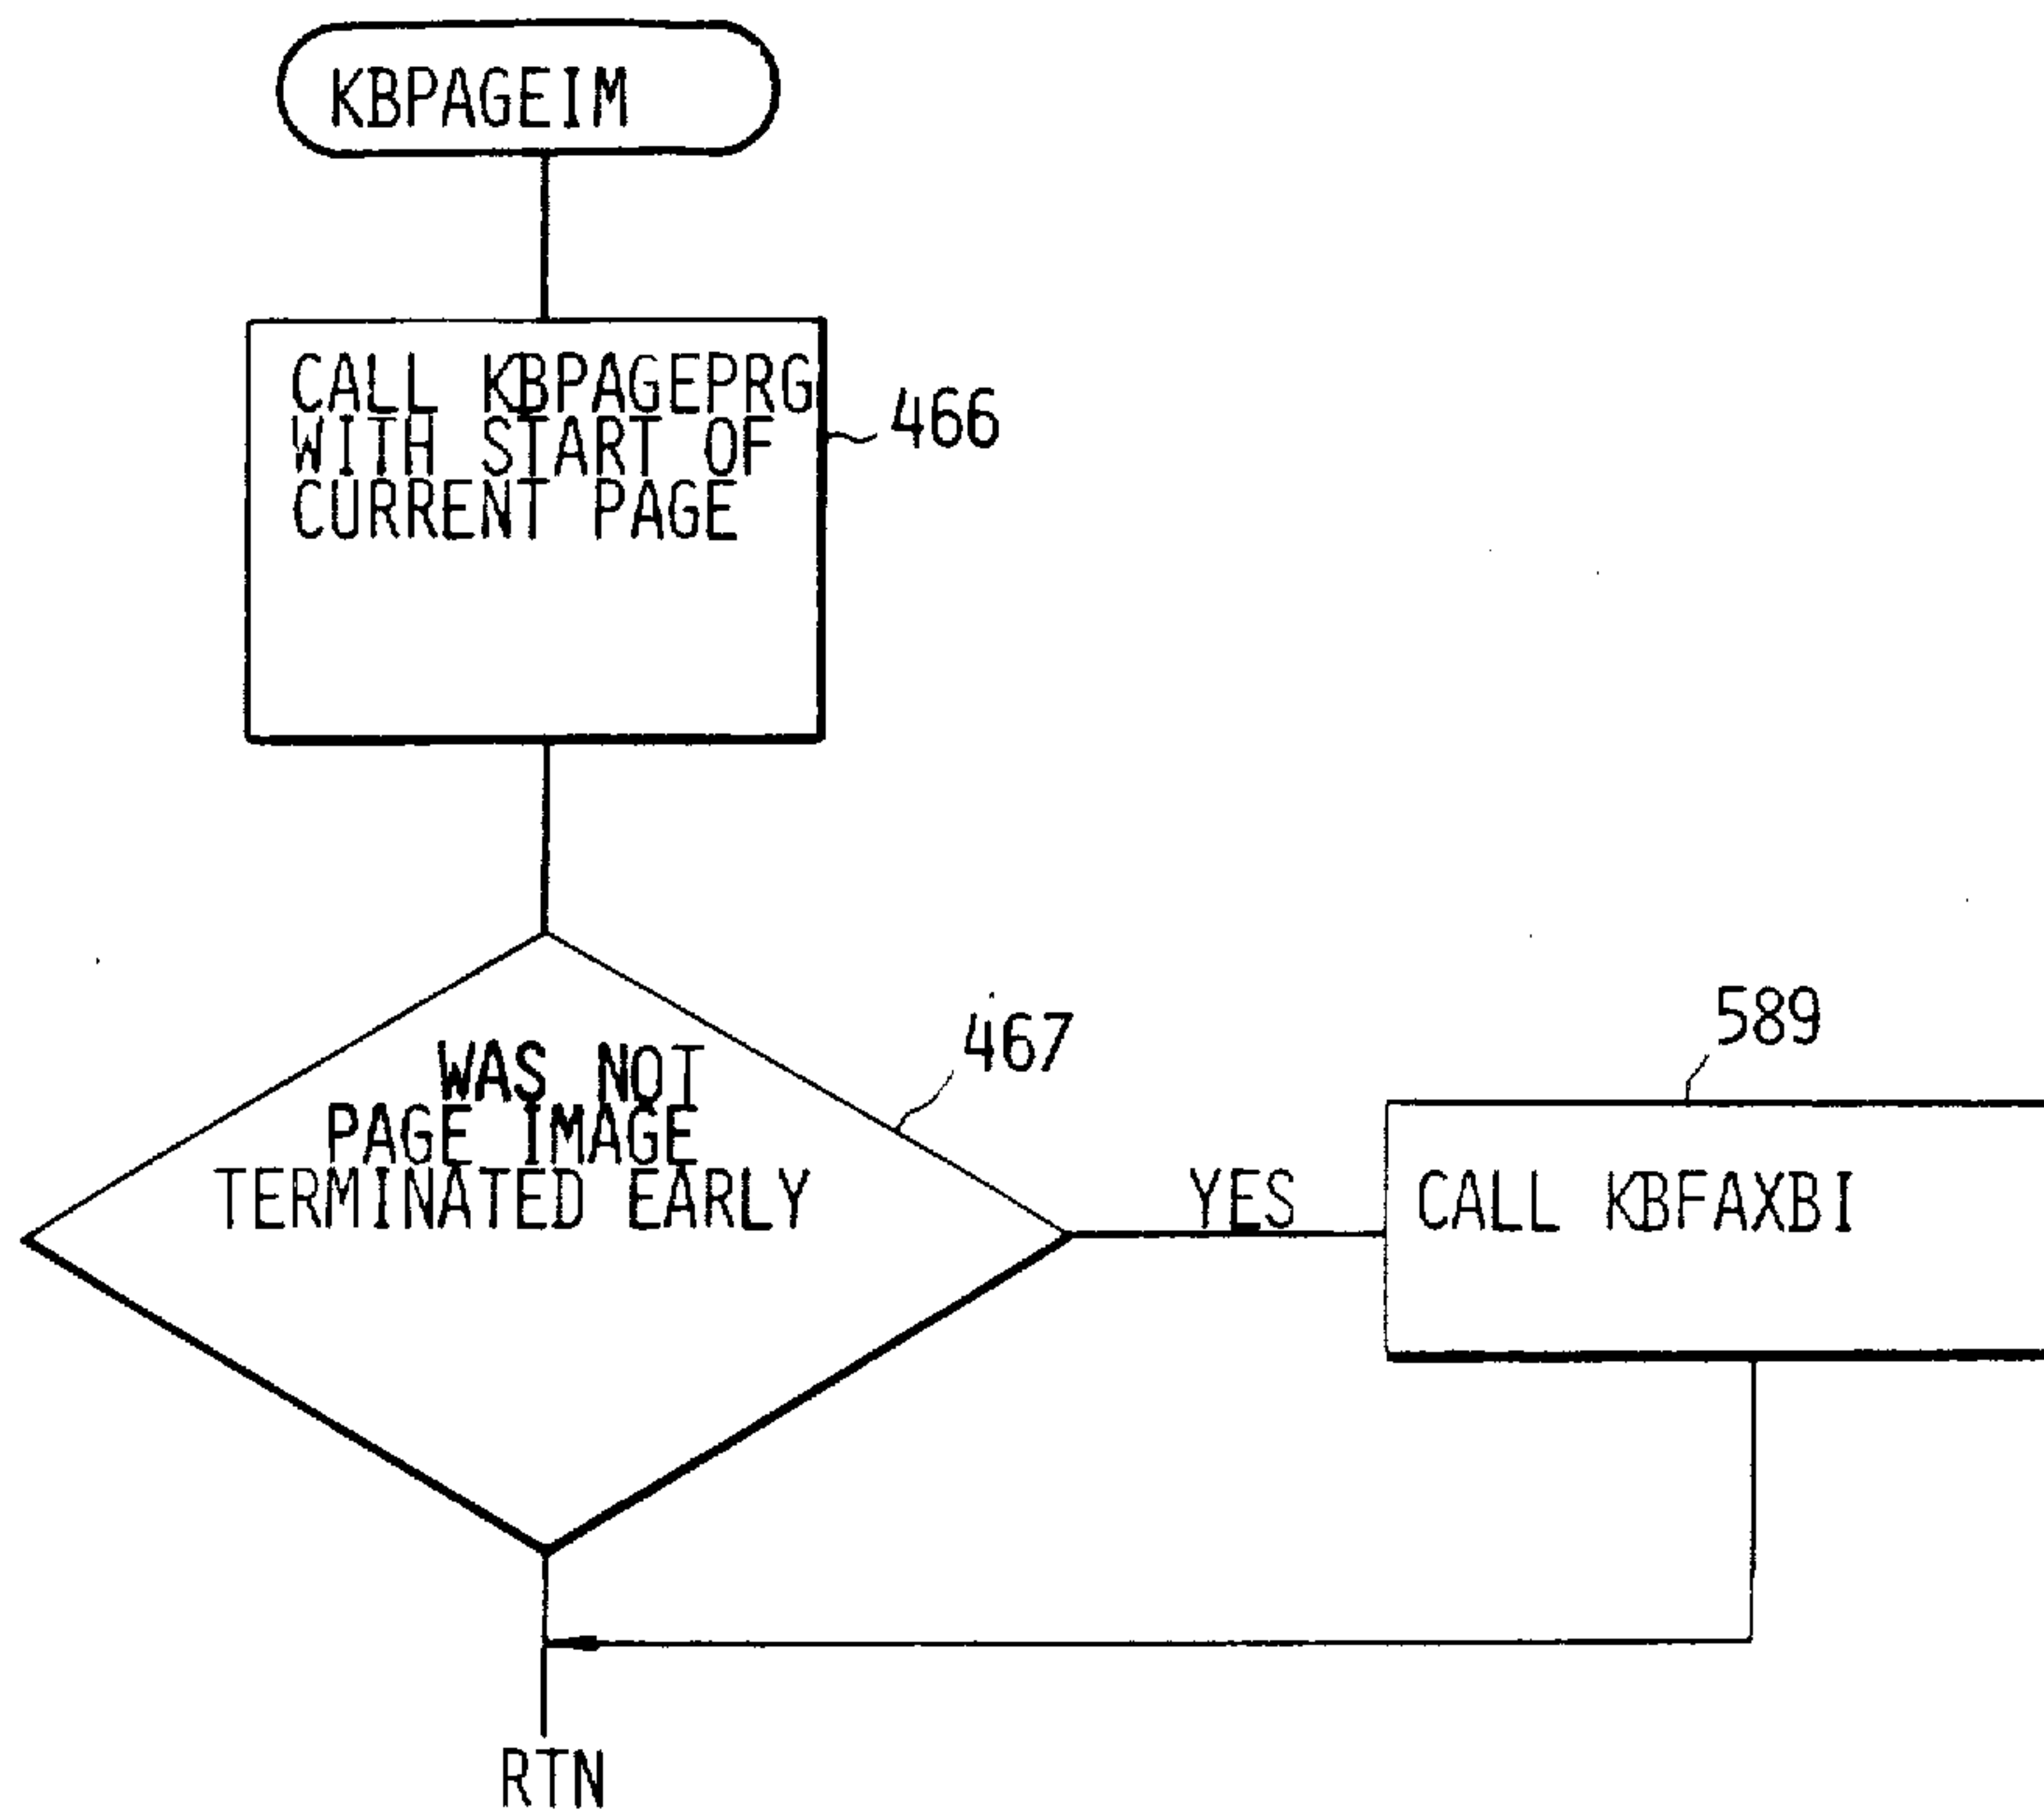 KBPAGEIM
CALL KBPAGEPRG
WITH START OF
CURRENT PAGE
466
WAS NOT
PAGE IMAGE
TERMINATED EARLY
467
YES
589
CALL KBFAXBI
RTN